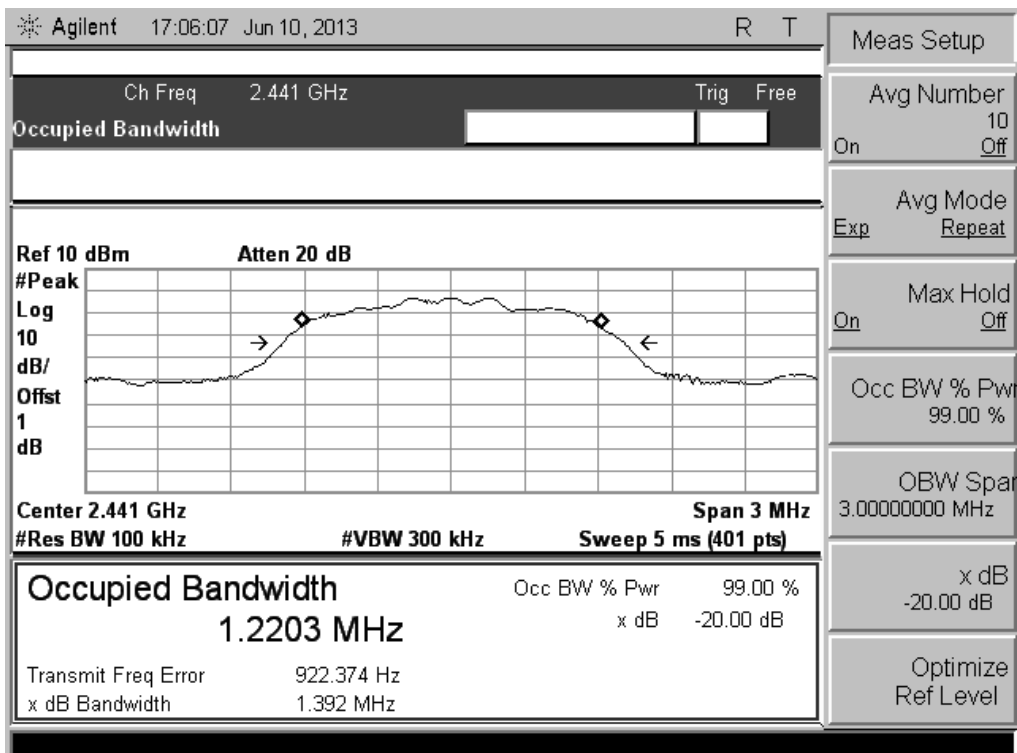 Agilent 17:06:07 Jun 10, 2013 R T
Ch Freq 2.441 GHz Trig Free
Occupied Bandwidth
Ref 10 dBm Atten 20 dB
#Peak
Log
10
dB/
Offst
1
dB
Center 2.441 GHz Span 3 MHz
#Res BW 100 kHz #VBW 300 kHz Sweep 5 ms (401 pts)
Occupied Bandwidth
1.2203 MHz
Occ BW % Pwr 99.00 %
x dB -20.00 dB
Transmit Freq Error 922.374 Hz
x dB Bandwidth 1.392 MHz
Meas Setup
Avg Number
10
On Off
Avg Mode
Exp Repeat
Max Hold
On Off
Occ BW % Pwr
99.00 %
OBW Span
3.00000000 MHz
x dB
-20.00 dB
Optimize
Ref Level